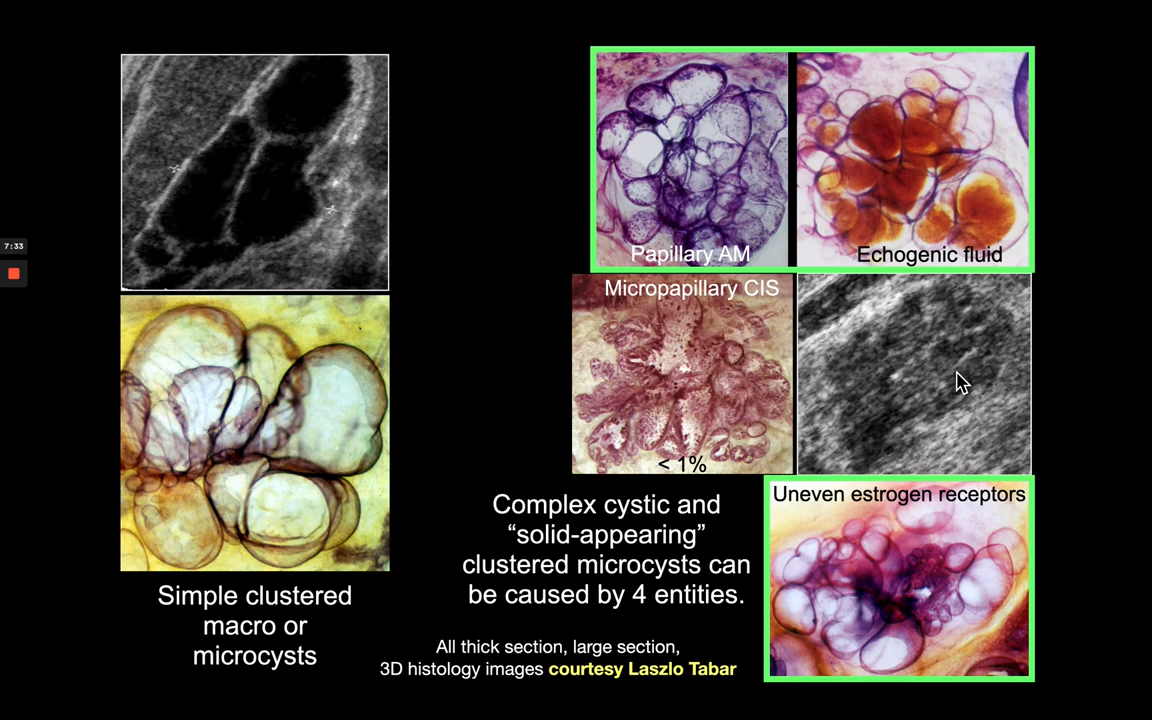 7:33
Papillary AM
Echogenic fluid
Micropapillary CIS
< 1%
Uneven estrogen receptors
Complex cystic and
“solid-appearing”
clustered microcysts can
be caused by 4 entities.
Simple clustered
macro or
microcysts
All thick section, large section,
3D histology images courtesy Laszlo Tabar